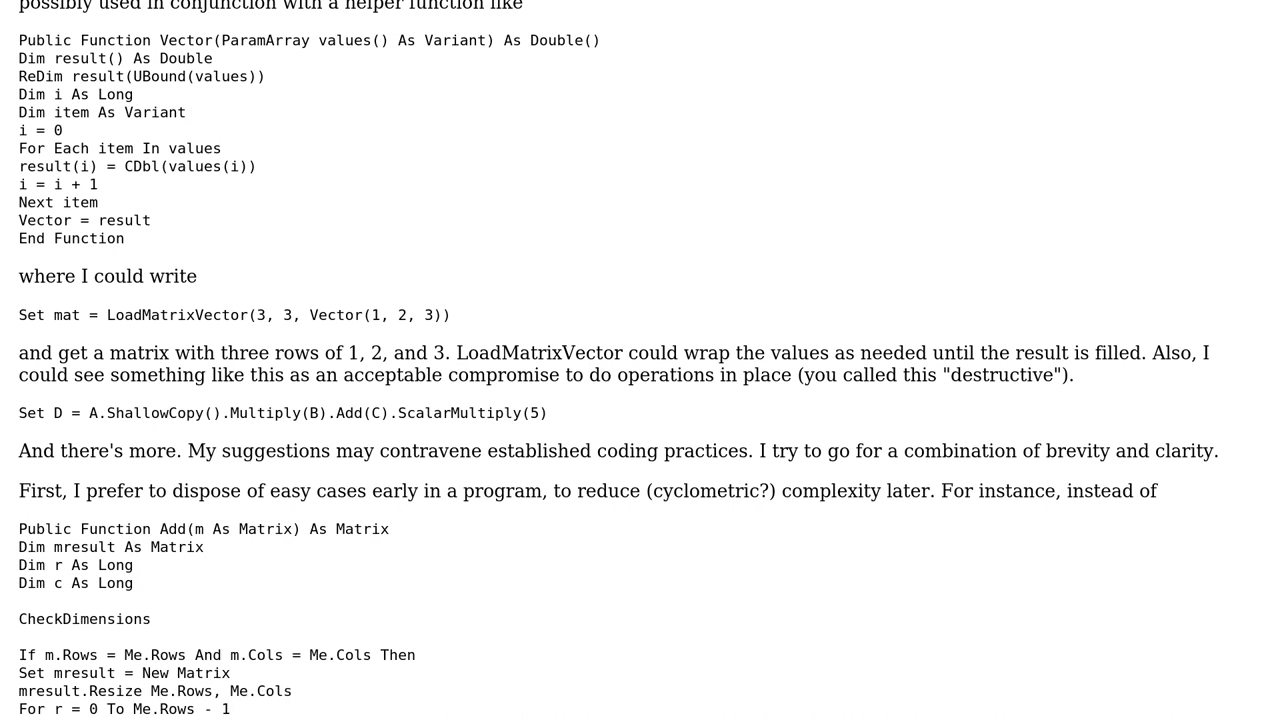 possibly used in conjunction with a helper function like
Public Function Vector(ParamArray values() As Variant) As Double()
Dim result() As Double
ReDim result(UBound(values))
Dim i As Long
Dim item As Variant
i = 0
For Each item In values
result(i) = CDbl(values(i))
i = i + 1
Next item
Vector = result
End Function
where I could write
Set mat = LoadMatrixVector(3, 3, Vector(1, 2, 3))
and get a matrix with three rows of 1, 2, and 3. LoadMatrixVector could wrap the values as needed until the result is filled. Also, I
could see something like this as an acceptable compromise to do operations in place (you called this "destructive").
Set D = A.ShallowCopy().Multiply(B).Add(C).ScalarMultiply(5)
And there's more. My suggestions may contravene established coding practices. I try to go for a combination of brevity and clarity.
First, I prefer to dispose of easy cases early in a program, to reduce (cyclometric?) complexity later. For instance, instead of
Public Function Add(m As Matrix) As Matrix
Dim mresult As Matrix
Dim r As Long
Dim c As Long
CheckDimensions
If m.Rows = Me.Rows And m.Cols = Me.Cols Then
Set mresult = New Matrix
mresult.Resize Me.Rows, Me.Cols
For r = 0 To Me.Rows - 1